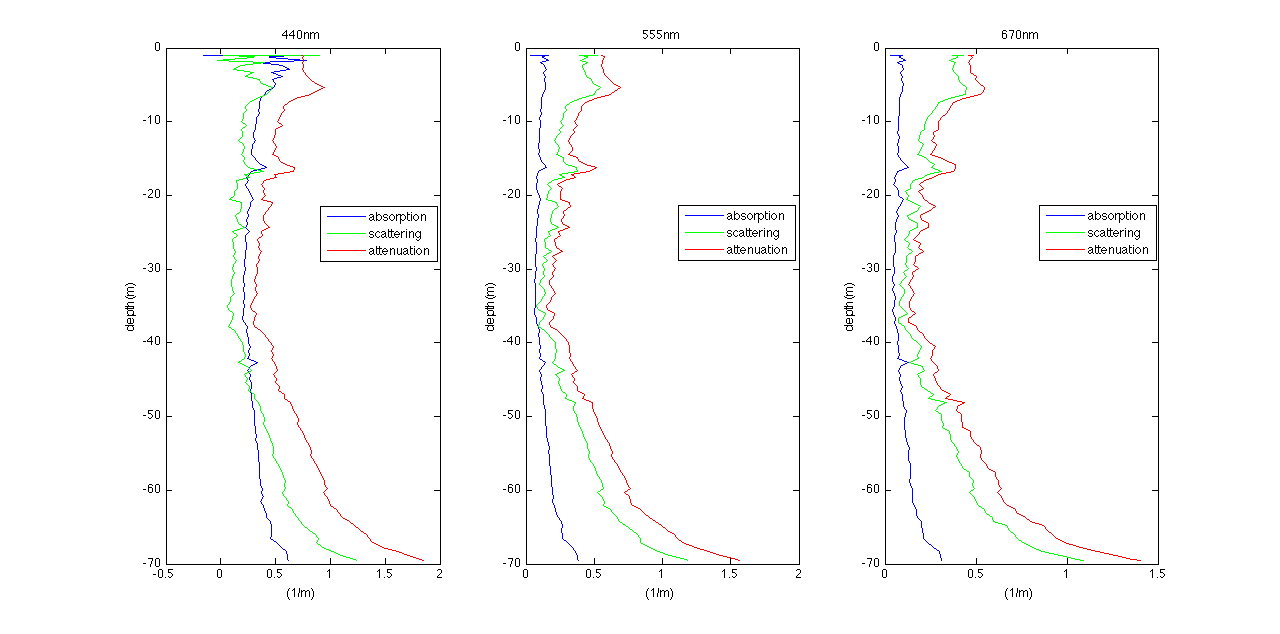 440nm
0
-10
-20
-30
-40
-50
-60
-70
-0.5
0
0.5
1
1.5
2
depth(m)
(1/m)
absorption
scattering
attenuation
555nm
0
-10
-20
-30
-40
-50
-60
-70
0
0.5
1
1.5
2
depth(m)
(1/m)
absorption
scattering
attenuation
670nm
0
-10
-20
-30
-40
-50
-60
-70
0
0.5
1
1.5
depth(m)
(1/m)
absorption
scattering
attenuation